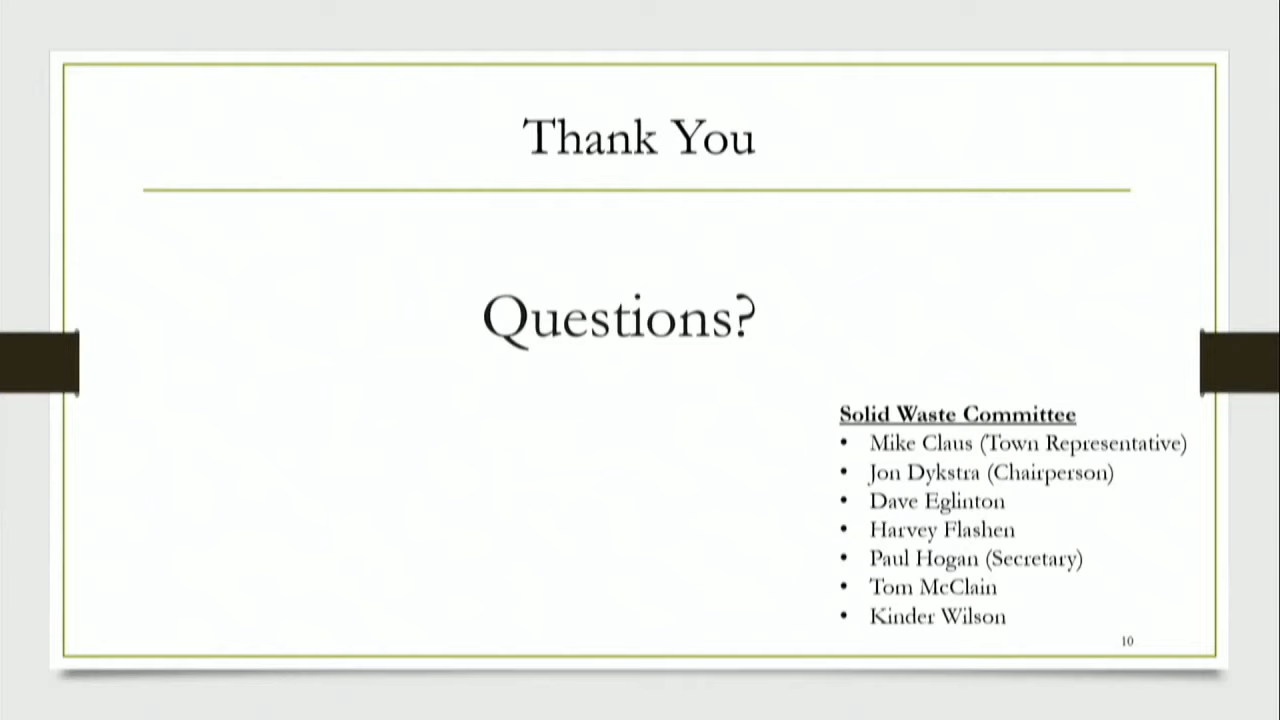 Thank You
Questions?
Solid Waste Committee
• Mike Claus (Town Representative)
• Jon Dykstra (Chairperson)
• Dave Eglinton
• Harvey Flashen
• Paul Hogan (Secretary)
• Tom McClain
• Kinder Wilson
10